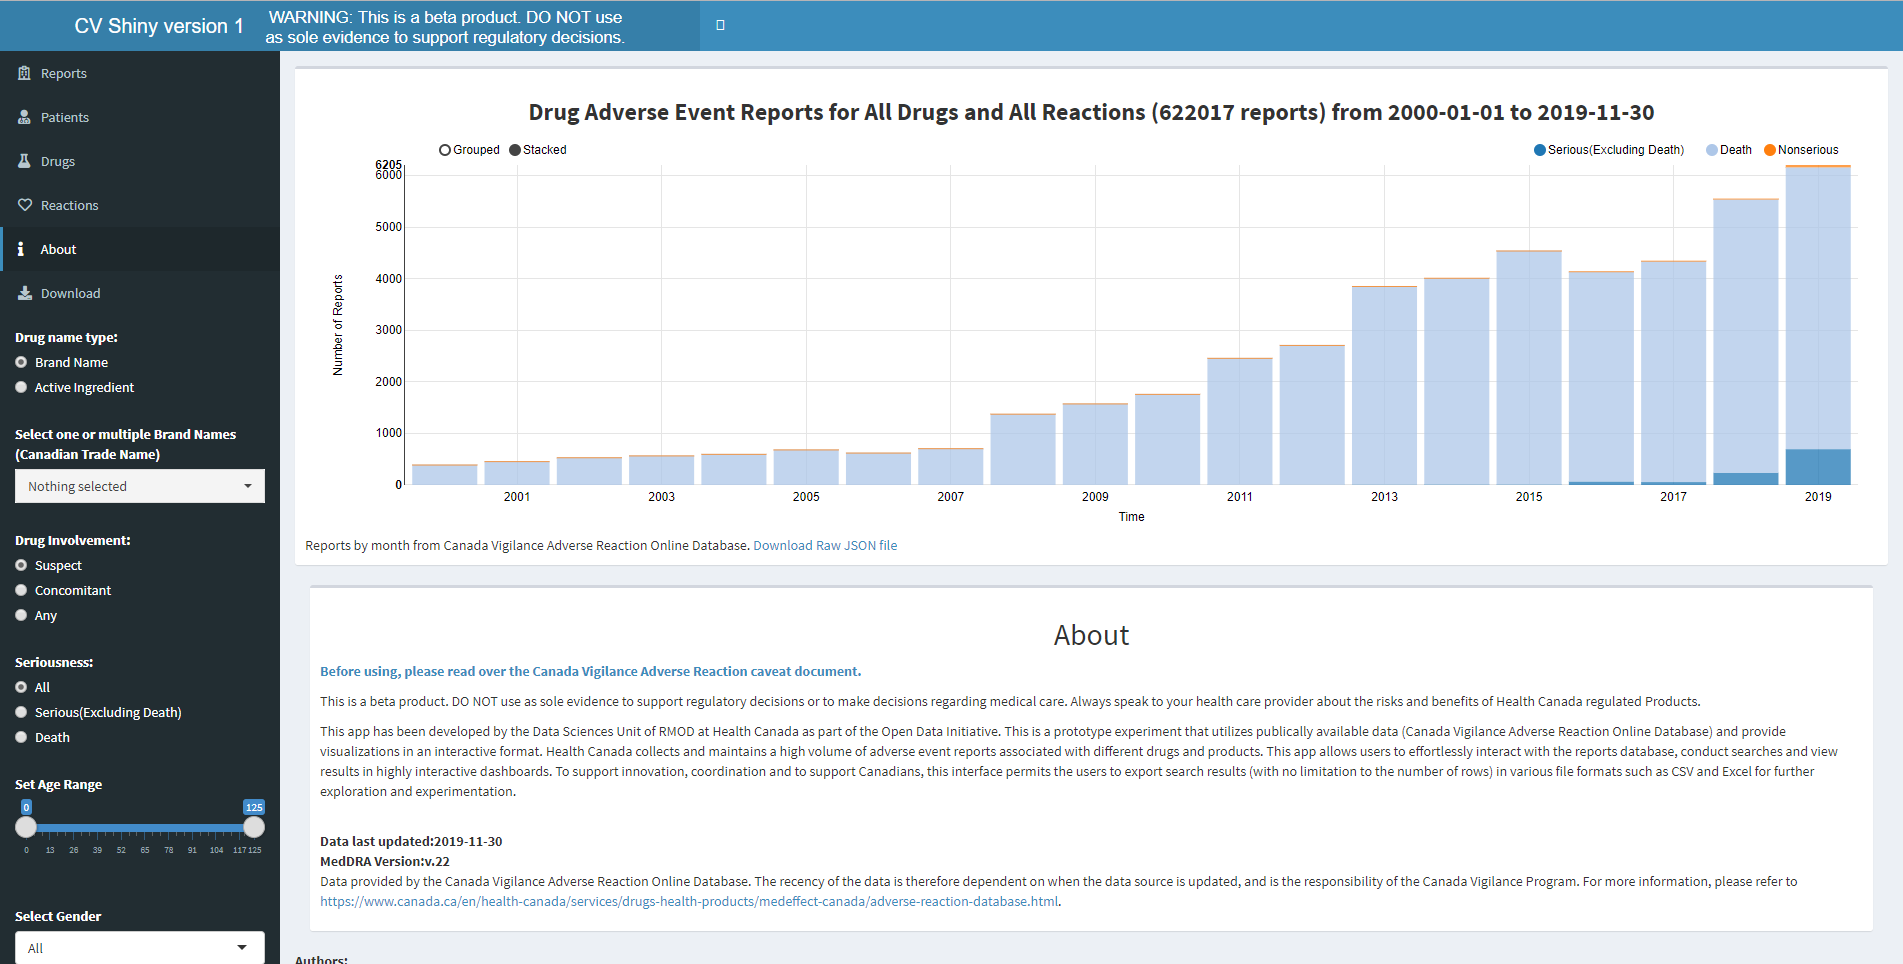 CV Shiny version 1
WARNING: This is a beta product. DO NOT use
as sole evidence to support regulatory decisions.
Reports
Patients
Drugs
Reactions
About
Download
Drug name type:
Brand Name
Active Ingredient
Select one or multiple Brand Names
(Canadian Trade Name)
Nothing selected
Drug Involvement:
Suspect
Concomitant
Any
Seriousness:
All
Serious(Excluding Death)
Death
Set Age Range
0 125
0 13 26 39 52 65 78 91 104 117 125
Select Gender
All
Drug Adverse Event Reports for All Drugs and All Reactions (622017 reports) from 2000-01-01 to 2019-11-30
Grouped Stacked
Serious(Excluding Death) Death Nonserious
6205
6000
5000
4000
3000
2000
1000
0
Number of Reports
2001 2003 2005 2007 2009 2011 2013 2015 2017 2019
Time
Reports by month from Canada Vigilance Adverse Reaction Online Database. Download Raw JSON file
About
Before using, please read over the Canada Vigilance Adverse Reaction caveat document.
This is a beta product. DO NOT use as sole evidence to support regulatory decisions or to make decisions regarding medical care. Always speak to your health care provider about the risks and benefits of Health Canada regulated Products.
This app has been developed by the Data Sciences Unit of RMOD at Health Canada as part of the Open Data Initiative. This is a prototype experiment that utilizes publically available data (Canada Vigilance Adverse Reaction Online Database) and provide
visualizations in an interactive format. Health Canada collects and maintains a high volume of adverse event reports associated with different drugs and products. This app allows users to effortlessly interact with the reports database, conduct searches and view
results in highly interactive dashboards. To support innovation, coordination and to support Canadians, this interface permits the users to export search results (with no limitation to the number of rows) in various file formats such as CSV and Excel for further
exploration and experimentation.
Data last updated:2019-11-30
MedDRA Version:v.22
Data provided by the Canada Vigilance Adverse Reaction Online Database. The recency of the data is therefore dependent on when the data source is updated, and is the responsibility of the Canada Vigilance Program. For more information, please refer to
https://www.canada.ca/en/health-canada/services/drugs-health-products/medeffect-canada/adverse-reaction-database.html.
Authors: